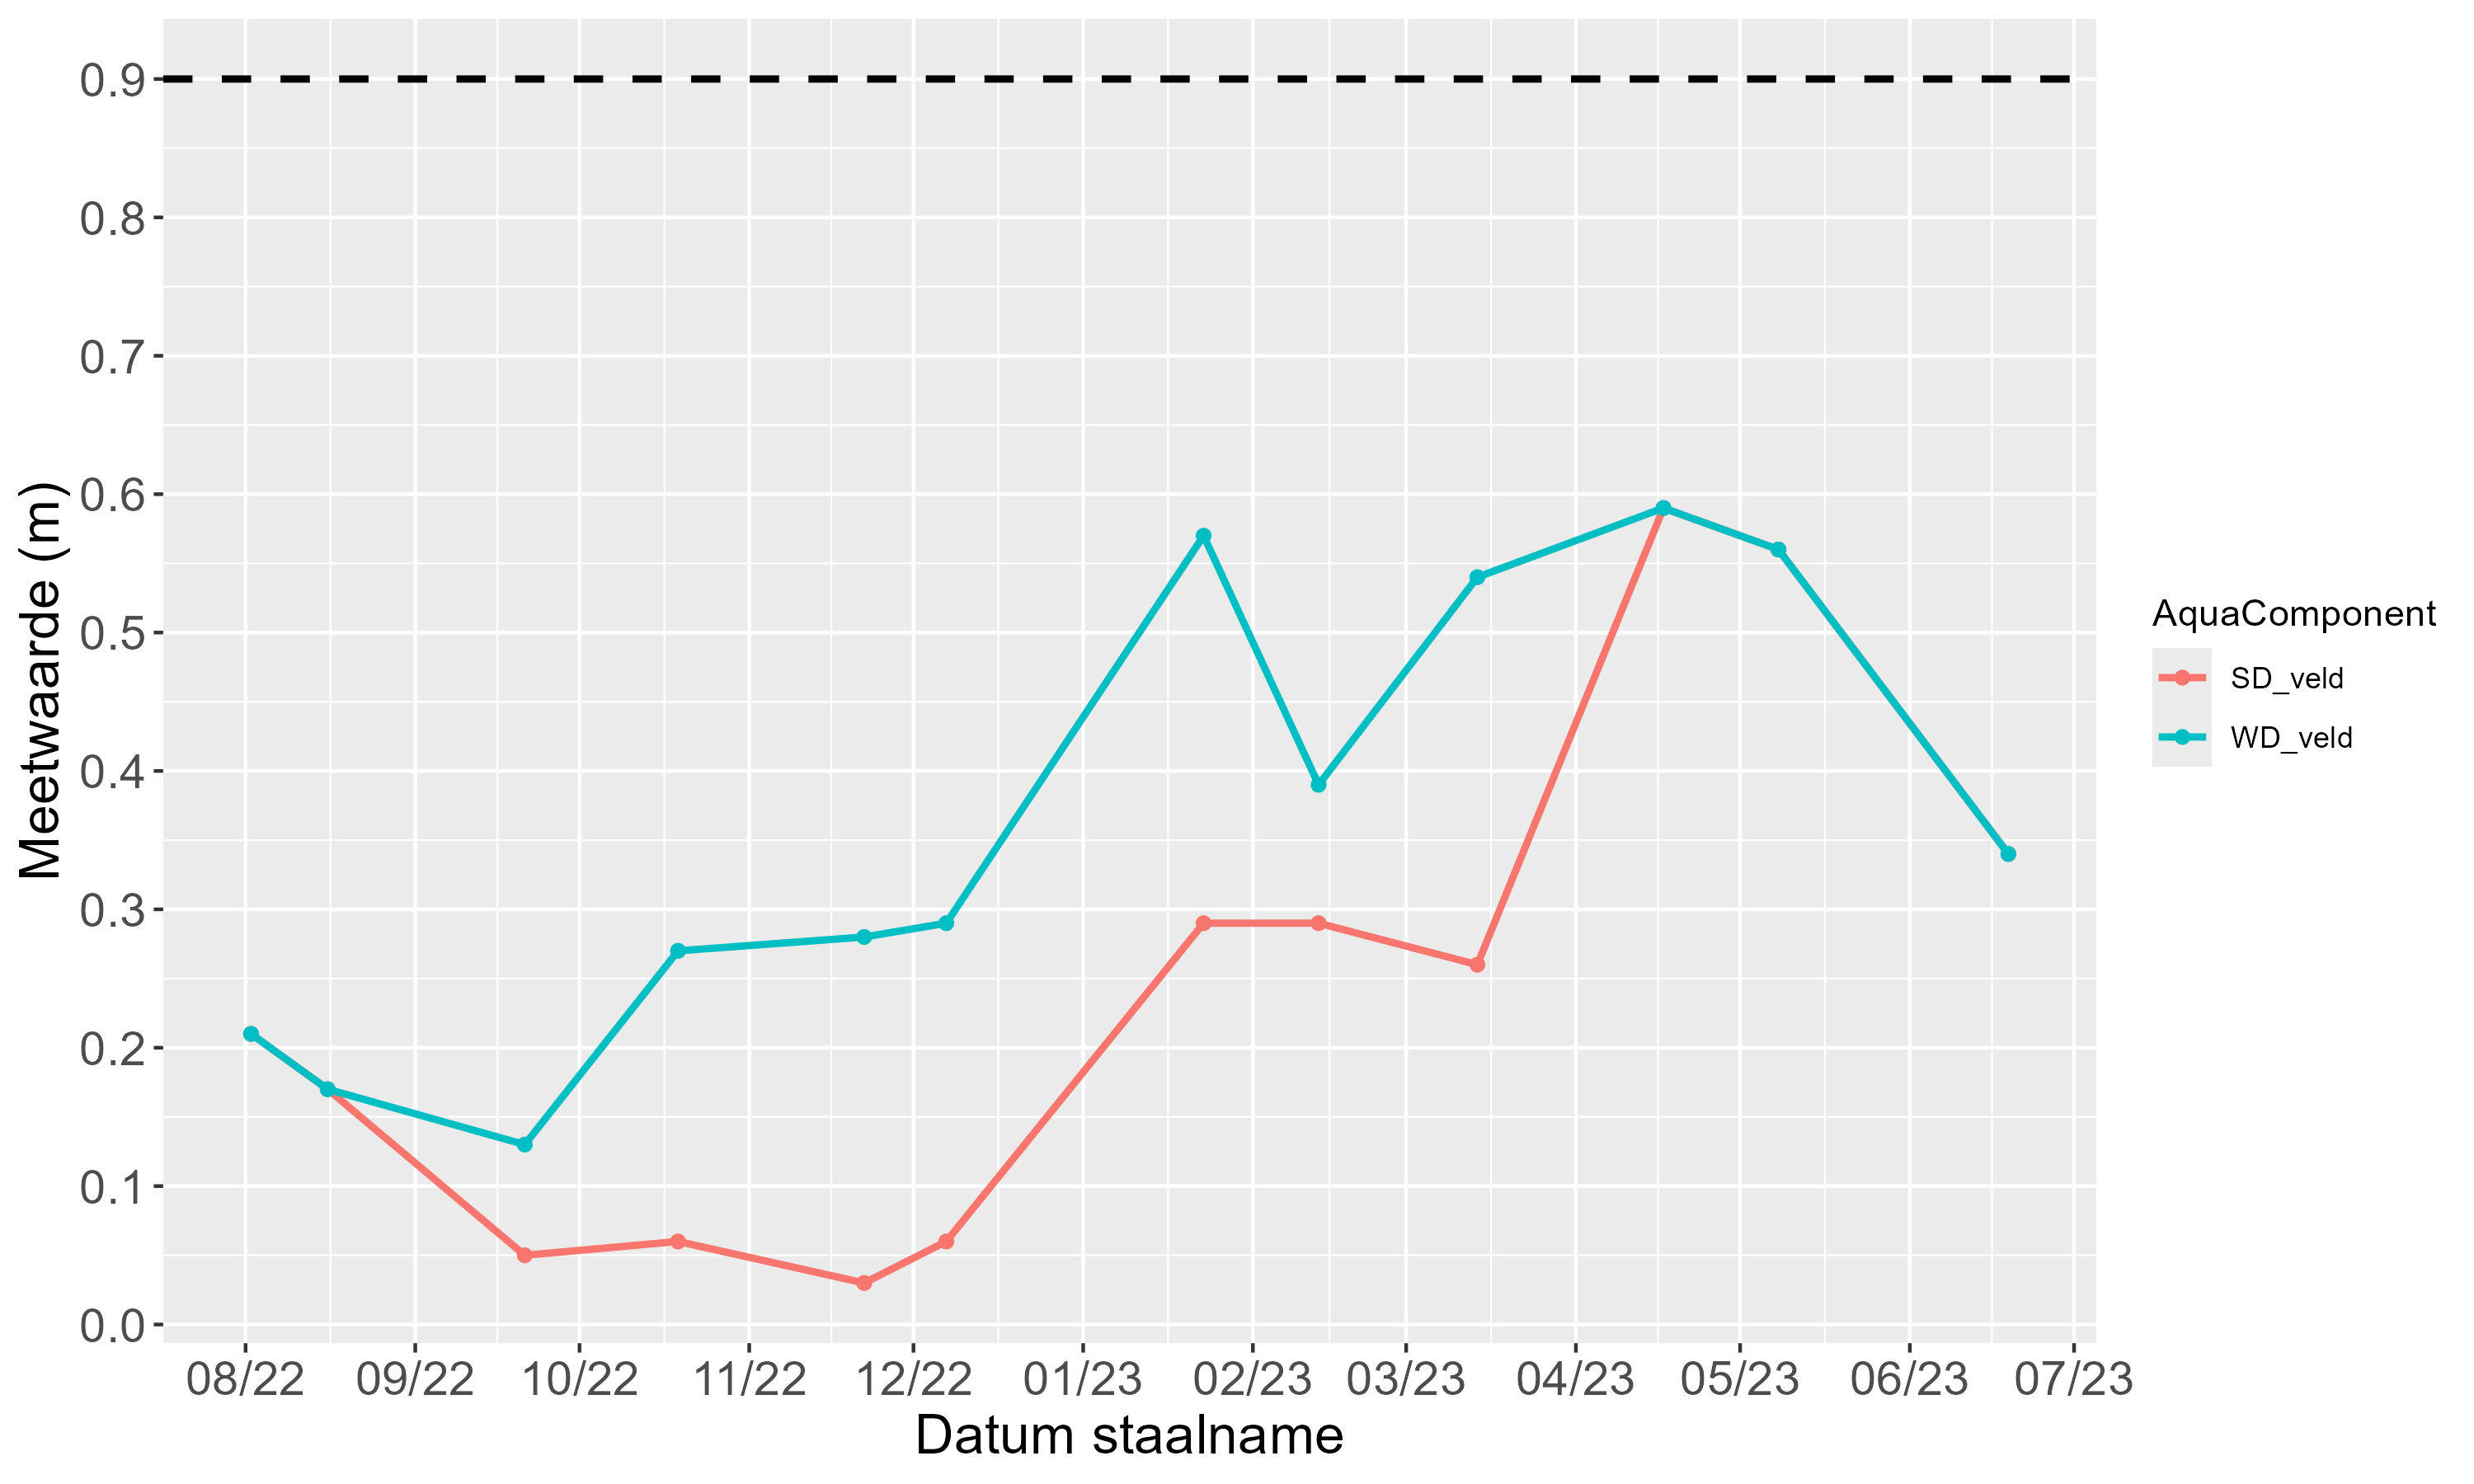 Meetwaarde (m)
0.9
0.8
0.7
0.6
0.5
0.4
0.3
0.2
0.1
0.0
08/22 09/22 10/22 11/22 12/22 01/23 02/23 03/23 04/23 05/23 06/23 07/23
Datum staalname
AquaComponent
SD_veld
WD_veld